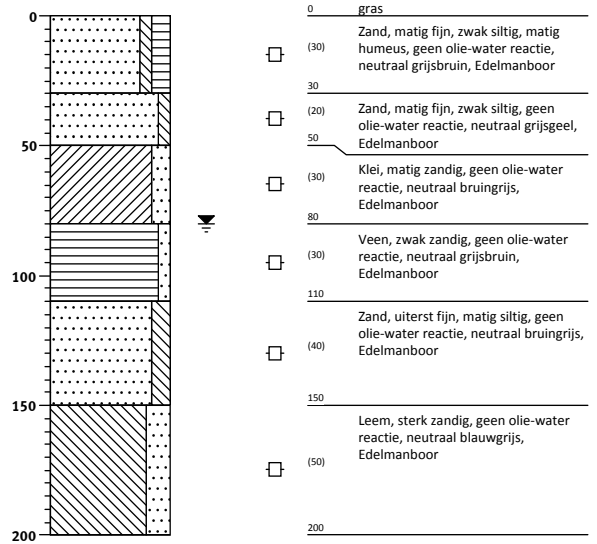 0
50
100
150
200
0
gras
(30)
Zand, matig fijn, zwak siltig, matig
humeus, geen olie-water reactie,
neutraal grijsbruin, Edelmanboor
30
(20)
Zand, matig fijn, zwak siltig, geen
olie-water reactie, neutraal grijsgeel,
Edelmanboor
50
(30)
Klei, matig zandig, geen olie-water
reactie, neutraal bruingrijs,
Edelmanboor
80
(30)
Veen, zwak zandig, geen olie-water
reactie, neutraal grijsbruin,
Edelmanboor
110
(40)
Zand, uiterst fijn, matig siltig, geen
olie-water reactie, neutraal bruingrijs,
Edelmanboor
150
(50)
Leem, sterk zandig, geen olie-water
reactie, neutraal blauwgrijs,
Edelmanboor
200